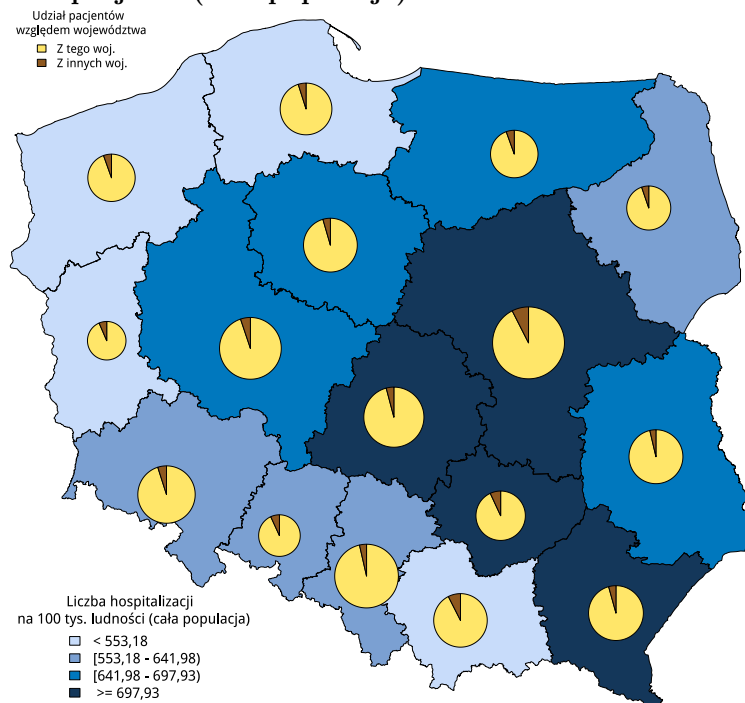 Udział pacjentów
względem województwa
Z tego woj.
Z innych woj.
Liczba hospitalizacji
na 100 tys. ludności (cała populacja)
< 553,18
[553,18 - 641,98)
[641,98 - 697,93)
>= 697,93